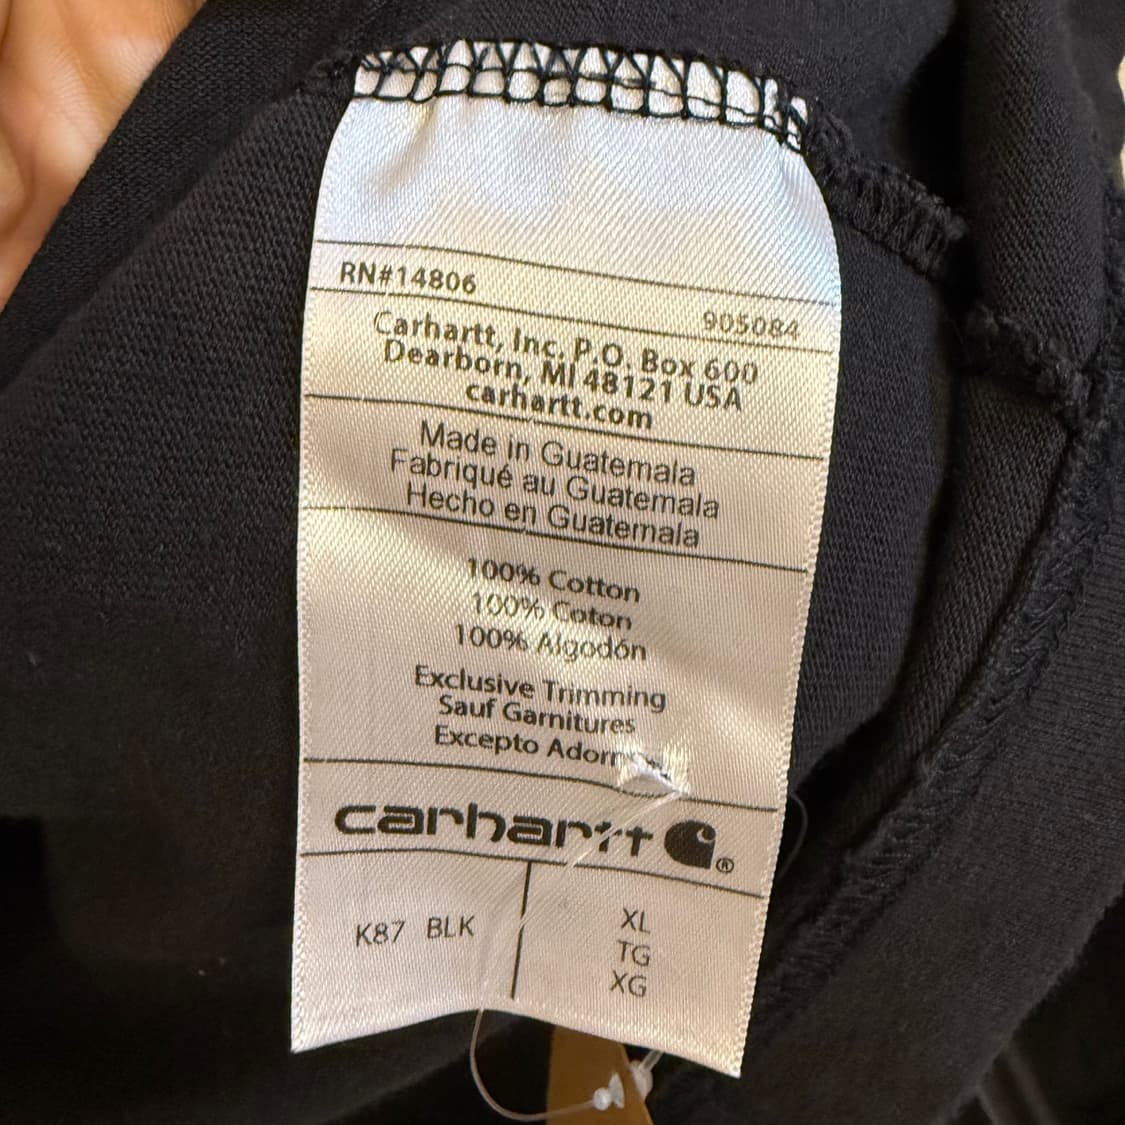 RN#14806
905084
Carhartt, Inc. P.O. Box 600
Dearborn, MI 48121 USA
carhartt.com
Made in Guatemala
Fabriqué au Guatemala
Hecho en Guatemala
100% Cotton
100% Coton
100% Algodón
Exclusive Trimming
Sauf Garnitures
Excepto
carhartt ®
K87 BLK
XL
TG
XG